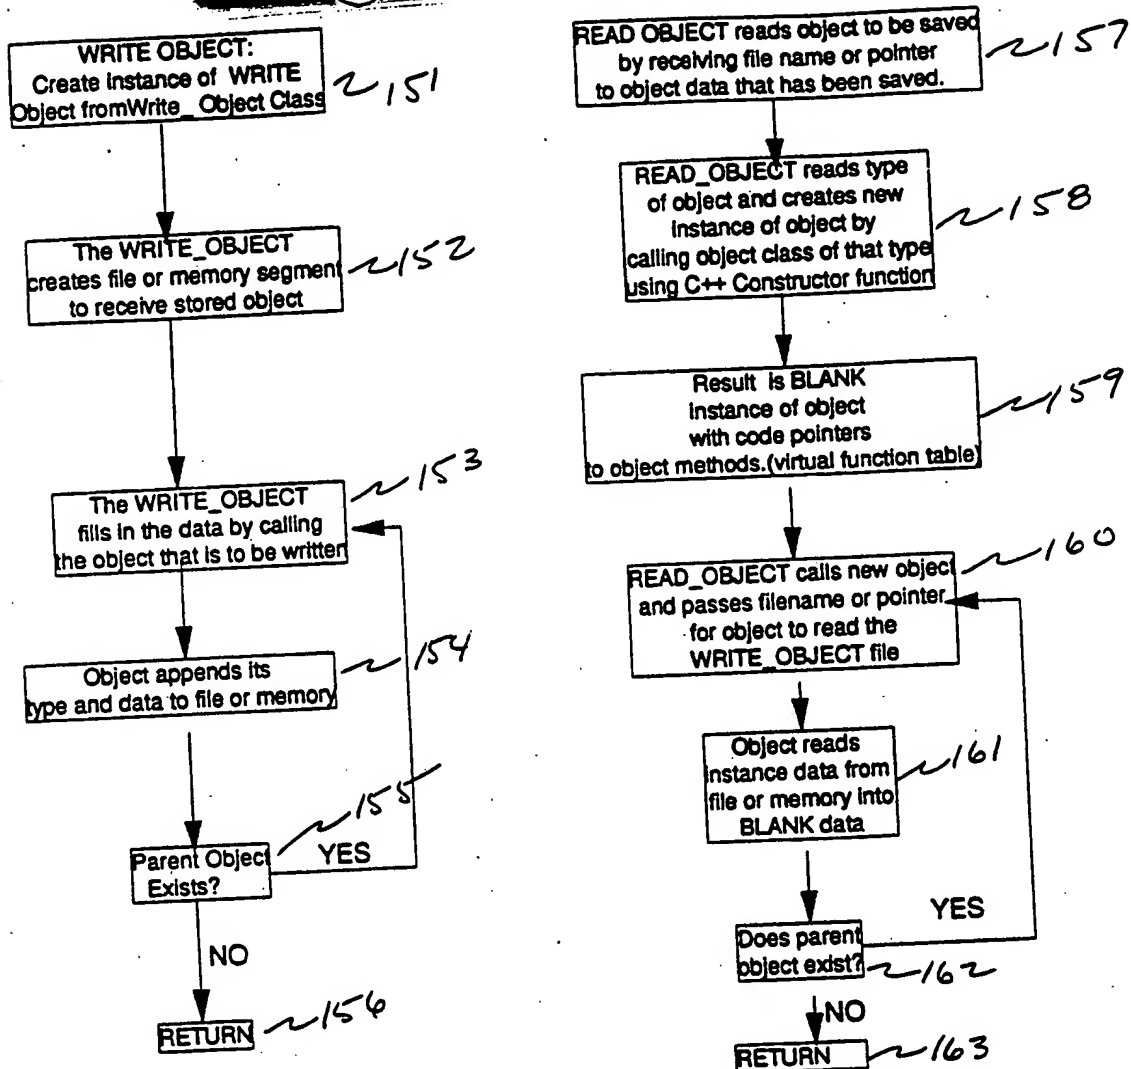 WRITE OBJECT:
Create instance of WRITE
Object fromWrite_ Object Class
151
The WRITE_OBJECT
creates file or memory segment
to receive stored object
152
The WRITE_OBJECT
fills in the data by calling
the object that is to be written
153
Object appends its
type and data to file or memory
154
Parent Object
Exists?
155
YES
NO
RETURN
156
READ OBJECT reads object to be saved
by receiving file name or pointer
to object data that has been saved.
157
READ_OBJECT reads type
of object and creates new
instance of object by
calling object class of that type
using C++ Constructor function
158
Result is BLANK
instance of object
with code pointers
to object methods.(virtual function table)
159
READ_OBJECT calls new object
and passes filename or pointer
for object to read the
WRITE_OBJECT file
160
Object reads
instance data from
file or memory into
BLANK data
161
YES
Does parent
object exist?
162
NO
RETURN
163